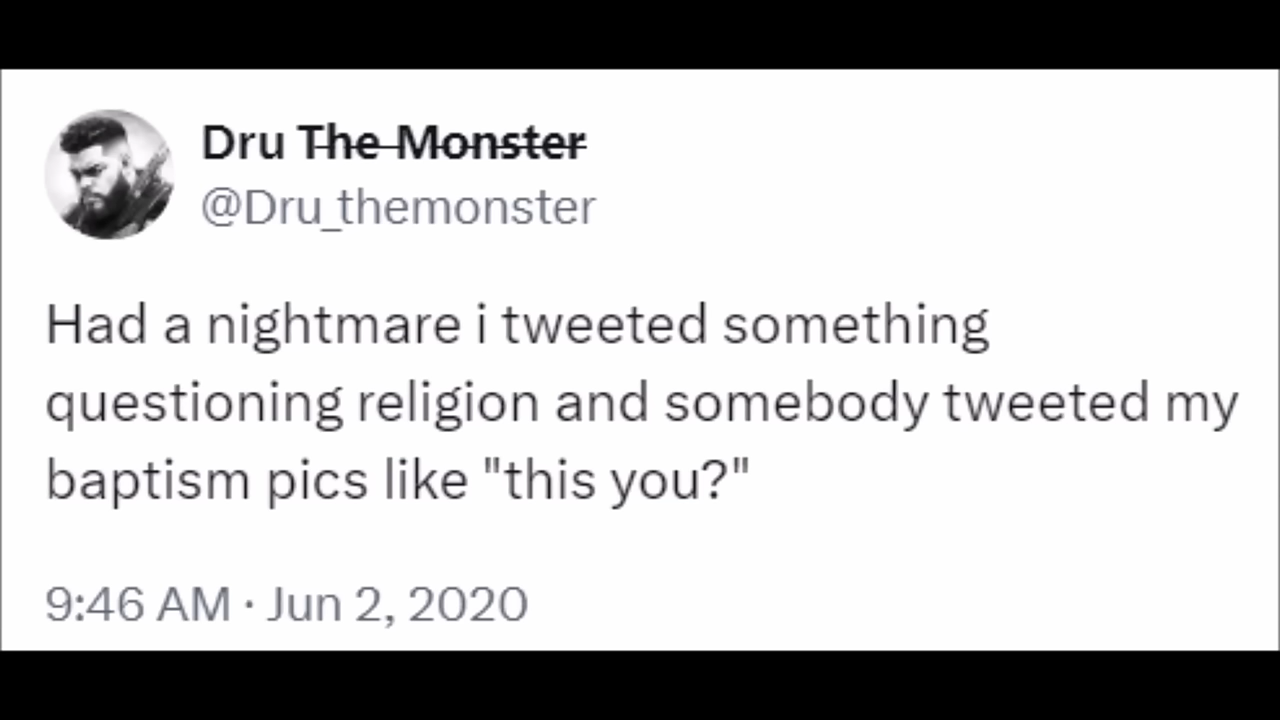 Dru The Monster
@Dru_themonster
Had a nightmare i tweeted something
questioning religion and somebody tweeted my
baptism pics like "this you?"
9:46 AM · Jun 2, 2020